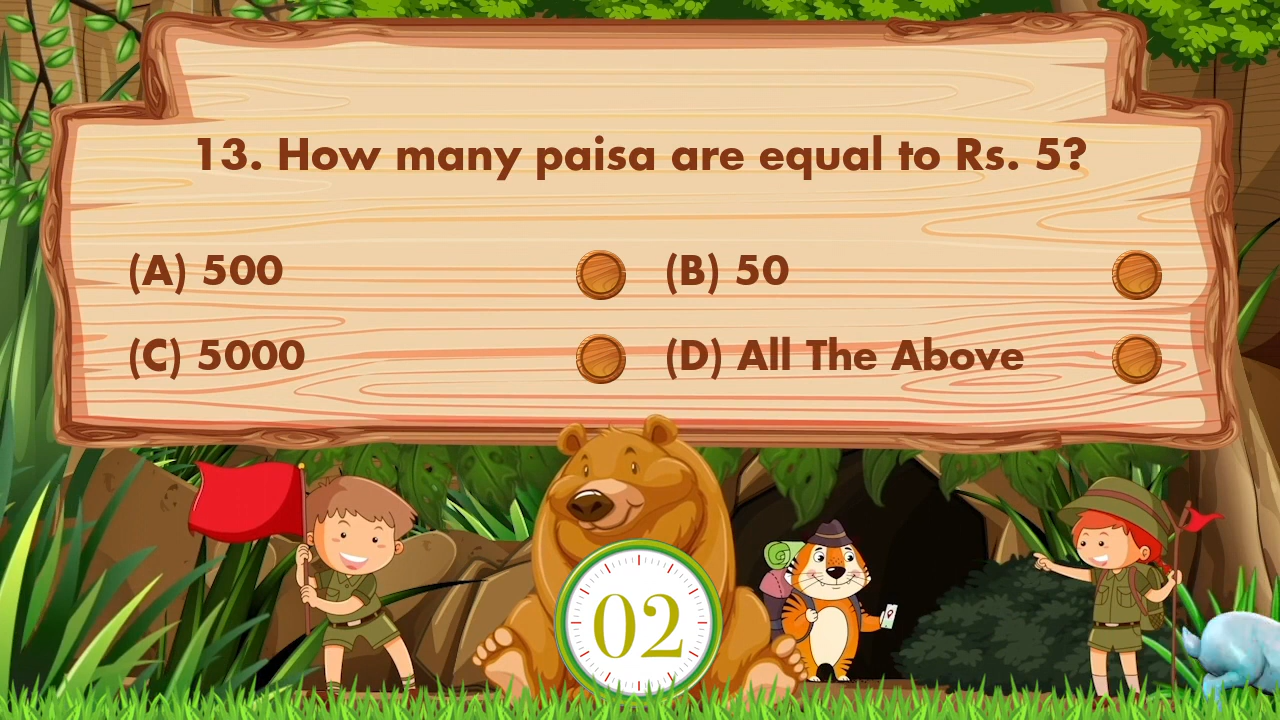 13. How many paisa are equal to Rs. 5?
(A) 500
(B) 50
(C) 5000
(D) All The Above
02